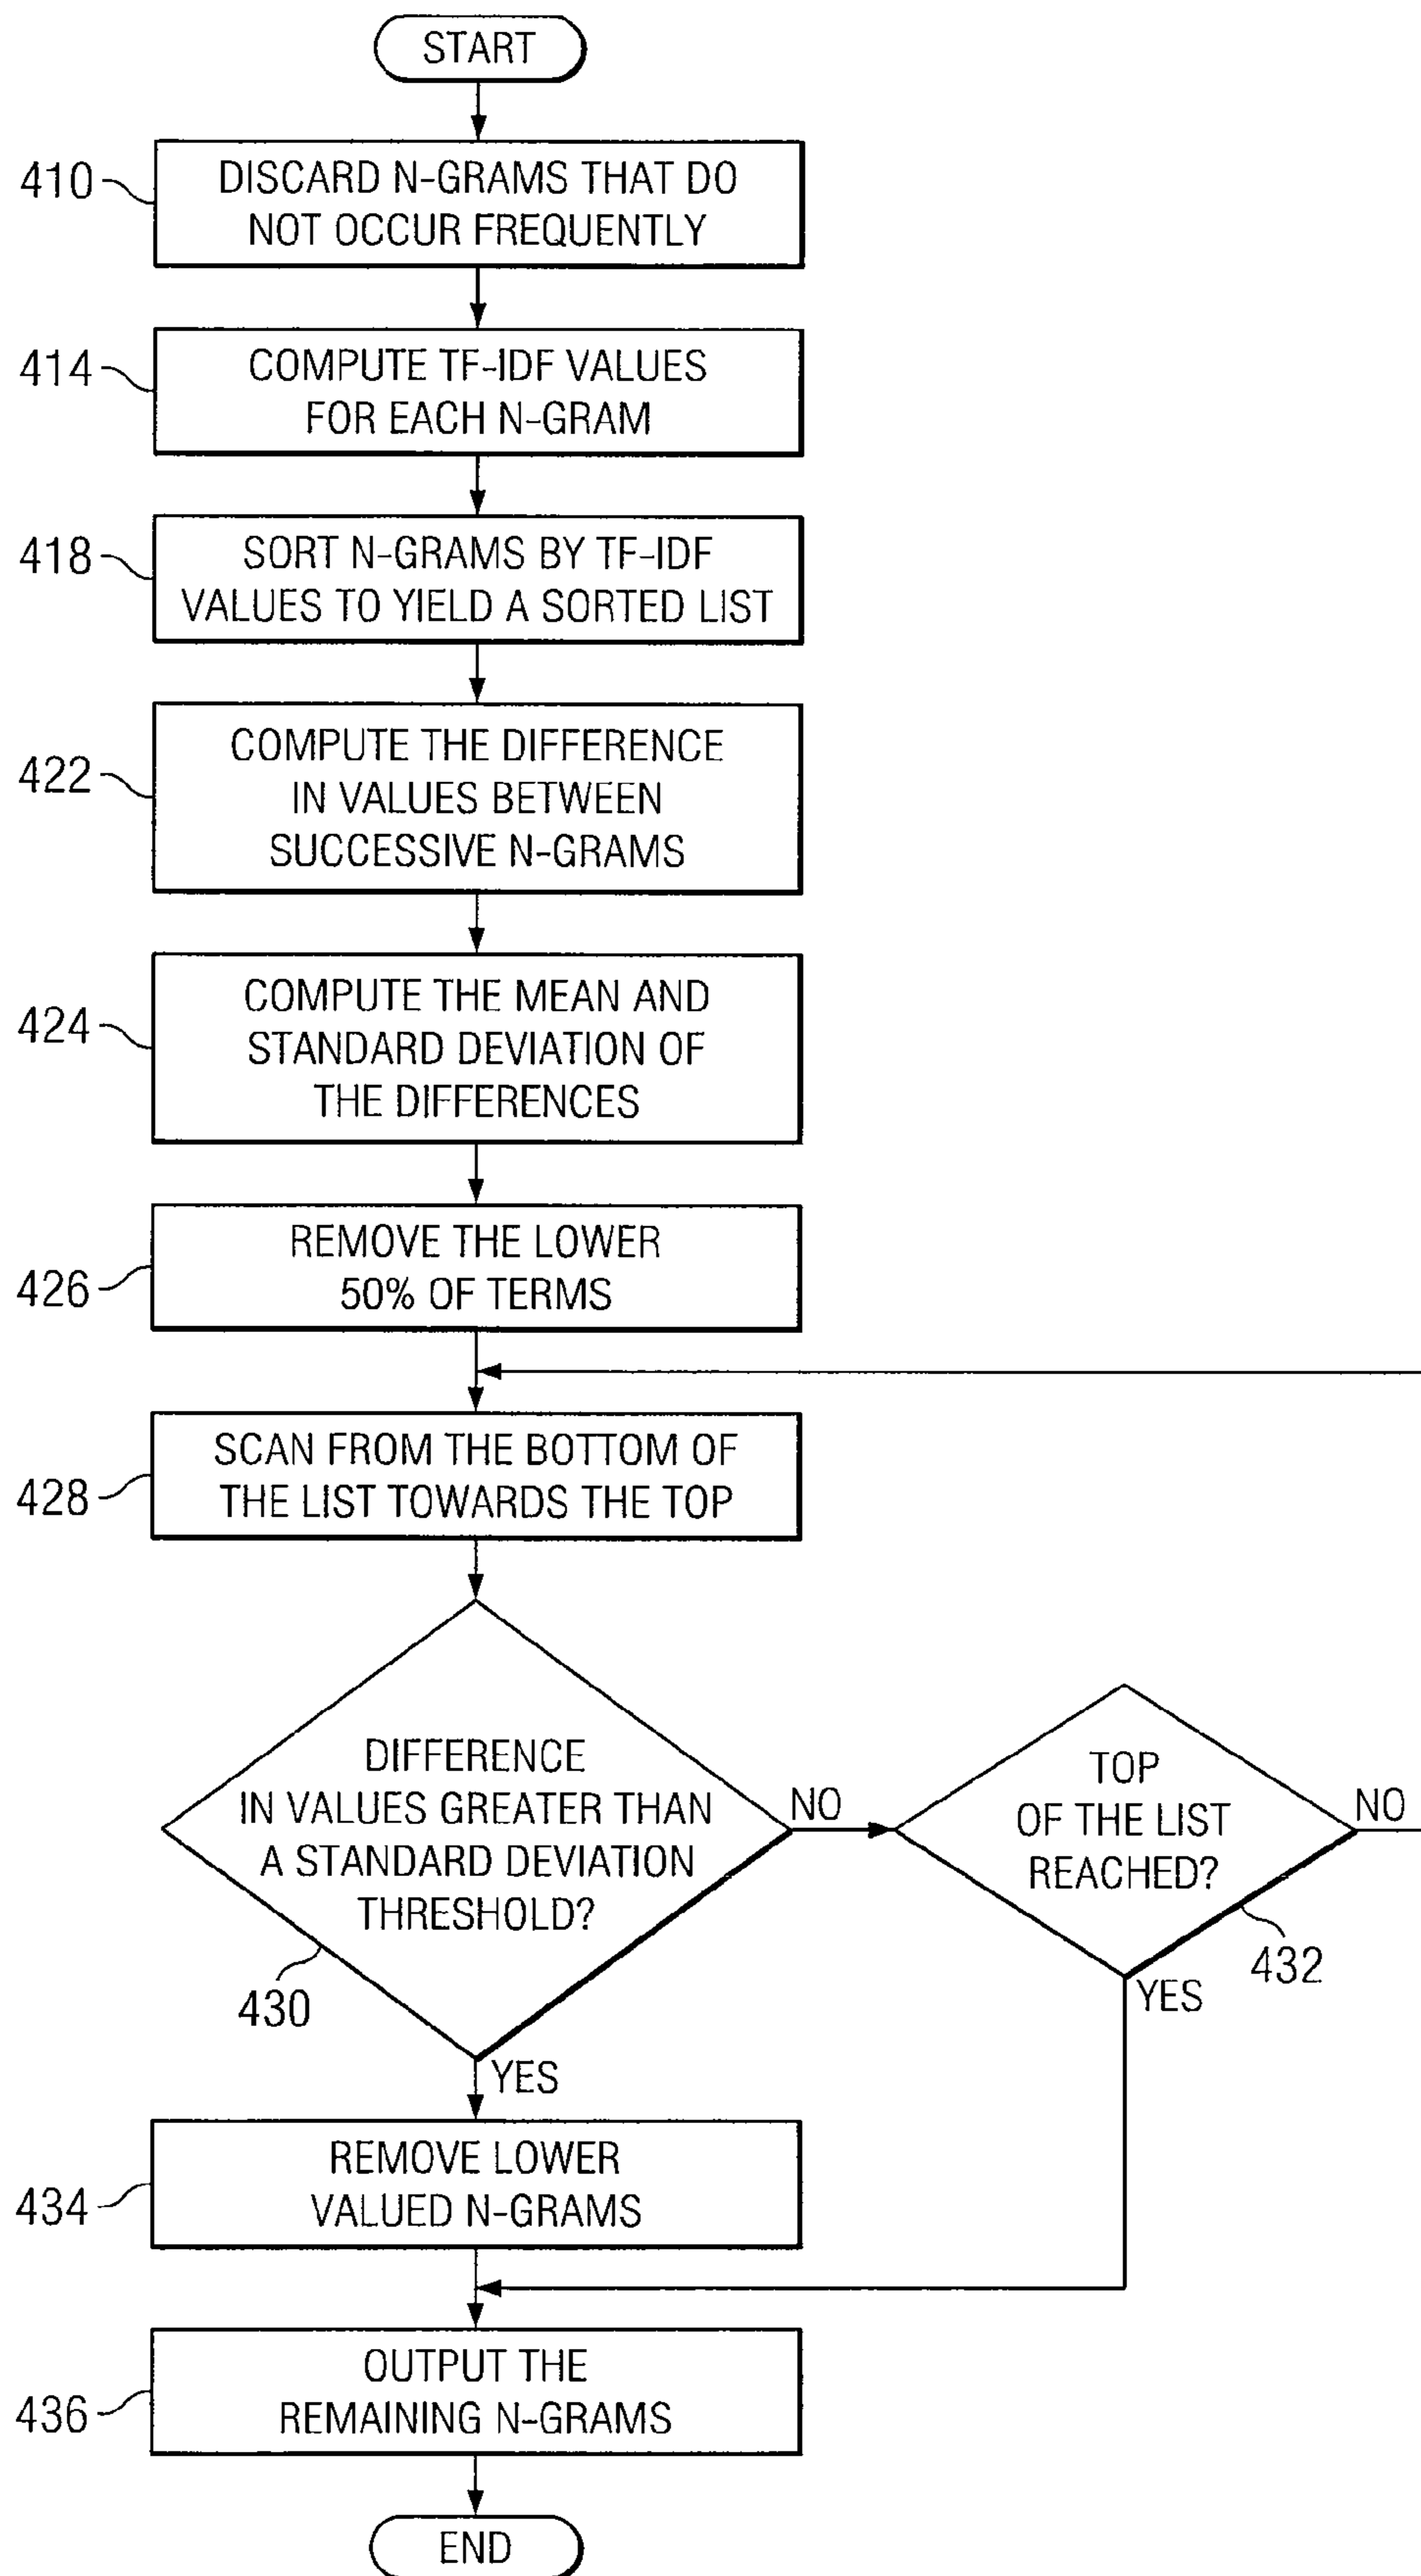 START
410
DISCARD N-GRAMS THAT DO
NOT OCCUR FREQUENTLY
414
COMPUTE TF-IDF VALUES
FOR EACH N-GRAM
418
SORT N-GRAMS BY TF-IDF
VALUES TO YIELD A SORTED LIST
422
COMPUTE THE DIFFERENCE
IN VALUES BETWEEN
SUCCESSIVE N-GRAMS
424
COMPUTE THE MEAN AND
STANDARD DEVIATION OF
THE DIFFERENCES
426
REMOVE THE LOWER
50% OF TERMS
428
SCAN FROM THE BOTTOM OF
THE LIST TOWARDS THE TOP
DIFFERENCE
IN VALUES GREATER THAN
A STANDARD DEVIATION
THRESHOLD?
430
NO
TOP
OF THE LIST
REACHED?
NO
432
YES
YES
434
REMOVE LOWER
VALUED N-GRAMS
436
OUTPUT THE
REMAINING N-GRAMS
END